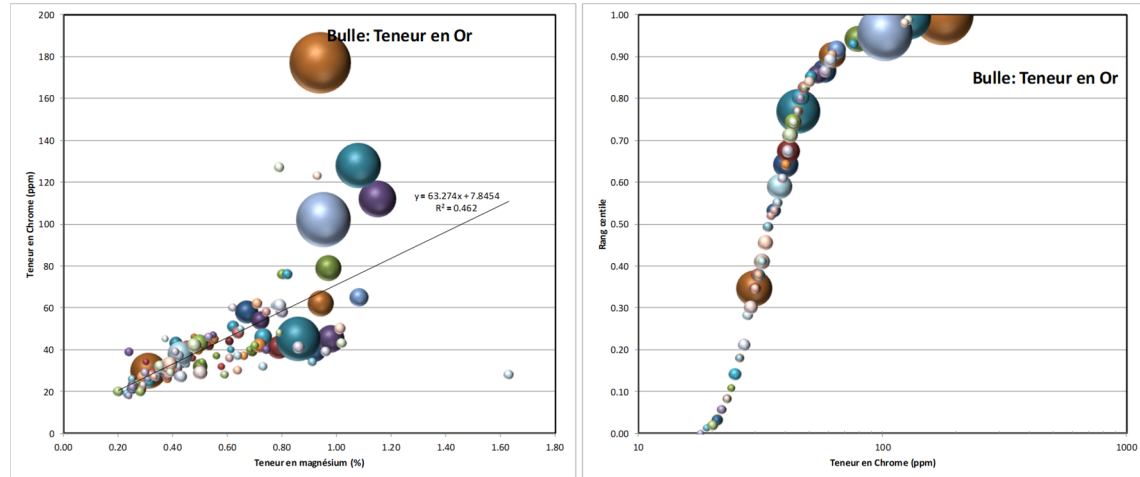 Bulle: Teneur en Or
200
180
160
140
120
100
80
60
40
20
0
Teneur en Chrome (ppm)
y = 63.274x + 7.8454
R² = 0.462
0.00 0.20 0.40 0.60 0.80 1.00 1.20 1.40 1.60 1.80
Teneur en magnésium (%)
Bulle: Teneur en Or
1.00
0.90
0.80
0.70
0.60
0.50
0.40
0.30
0.20
0.10
0.00
Rang centile
10 100 1000
Teneur en Chrome (ppm)